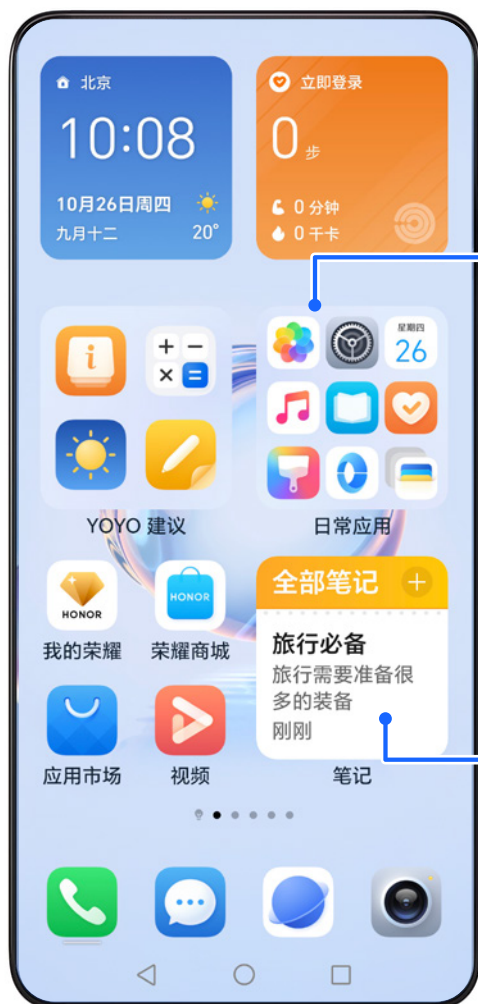 北京
10:08
10月26日周四
九月十二
20°
立即登录
0步
0 分钟
0 千卡
i
星期四
26
YOYO 建议
日常应用
HONOR
HONOR
我的荣耀
荣耀商城
全部笔记
旅行必备
旅行需要准备很
多的装备
刚刚
应用市场
视频
笔记